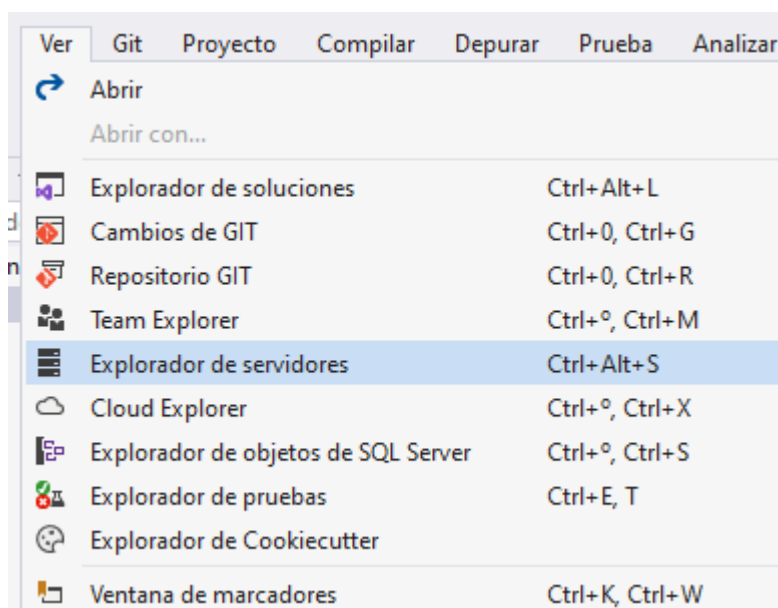 Ver Git Proyecto Compilar Depurar Prueba Analizar
Abrir
Abrir con...
Explorador de soluciones Ctrl+Alt+L
Cambios de GIT Ctrl+0, Ctrl+G
Repositorio GIT Ctrl+0, Ctrl+R
Team Explorer Ctrl+º, Ctrl+M
Explorador de servidores Ctrl+Alt+S
Cloud Explorer Ctrl+º, Ctrl+X
Explorador de objetos de SQL Server Ctrl+º, Ctrl+S
Explorador de pruebas Ctrl+E, T
Explorador de Cookiecutter
Ventana de marcadores Ctrl+K, Ctrl+W